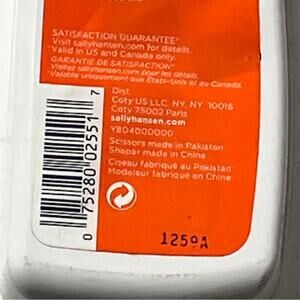 SATISFACTION GUARANTEE*
Visit sallyhansen.com for details.
*Valid in US and Canada only.
GARANTIE DE SATISFACTION*
Visitez sallyhansen.com pour les détails.
*Valable uniquement aux États-Unis et au Canada.
Dist.
Coty US LLC, NY, NY 10016
Coty 75002 Paris
sallyhansen.com
YBD4D00000
Scissors made in Pakistan
Shaper made in China
Ciseau fabriqué au Pakistan
Modeleur fabriqué en Chine
0 75280 02551 7
1259A